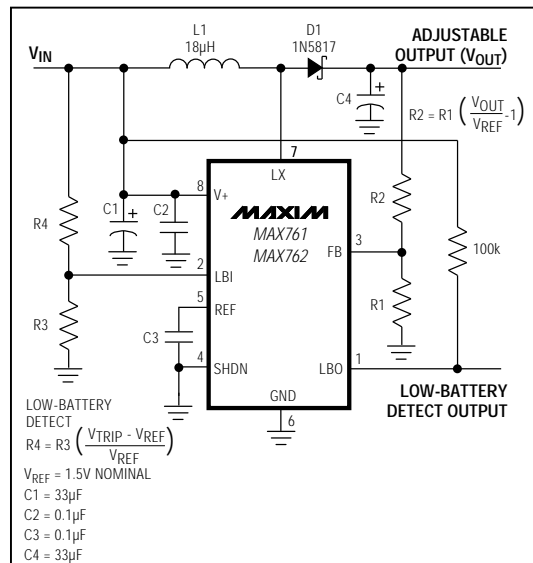 L1
18µH
D1
1N5817
VIN
ADJUSTABLE
OUTPUT (VOUT)
C4
+
R2 = R1 ( VOUT / VREF -1 )
7
LX
8
V+
MAXIM
MAX761
MAX762
R4
C1
+
C2
R2
3
FB
100k
2
LBI
5
REF
R3
C3
R1
4
SHDN
LBO
1
GND
6
LOW-BATTERY
DETECT OUTPUT
LOW-BATTERY
DETECT
R4 = R3 ( VTRIP - VREF / VREF )
VREF = 1.5V NOMINAL
C1 = 33µF
C2 = 0.1µF
C3 = 0.1µF
C4 = 33µF